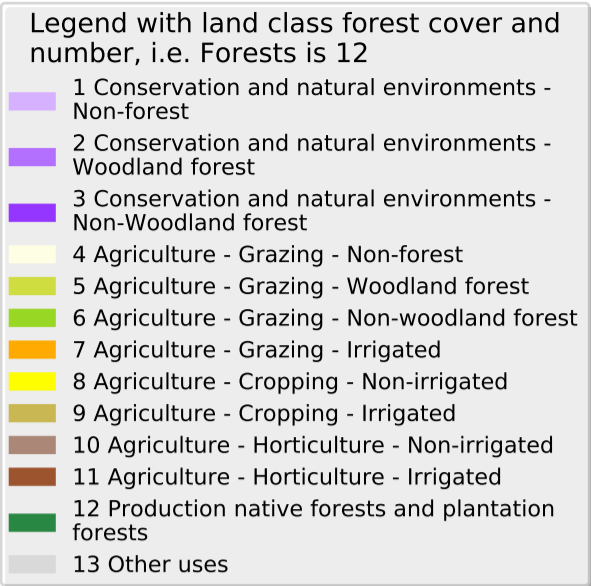 Legend with land class forest cover and
number, i.e. Forests is 12
1 Conservation and natural environments -
Non-forest
2 Conservation and natural environments -
Woodland forest
3 Conservation and natural environments -
Non-Woodland forest
4 Agriculture - Grazing - Non-forest
5 Agriculture - Grazing - Woodland forest
6 Agriculture - Grazing - Non-woodland forest
7 Agriculture - Grazing - Irrigated
8 Agriculture - Cropping - Non-irrigated
9 Agriculture - Cropping - Irrigated
10 Agriculture - Horticulture - Non-irrigated
11 Agriculture - Horticulture - Irrigated
12 Production native forests and plantation
forests
13 Other uses